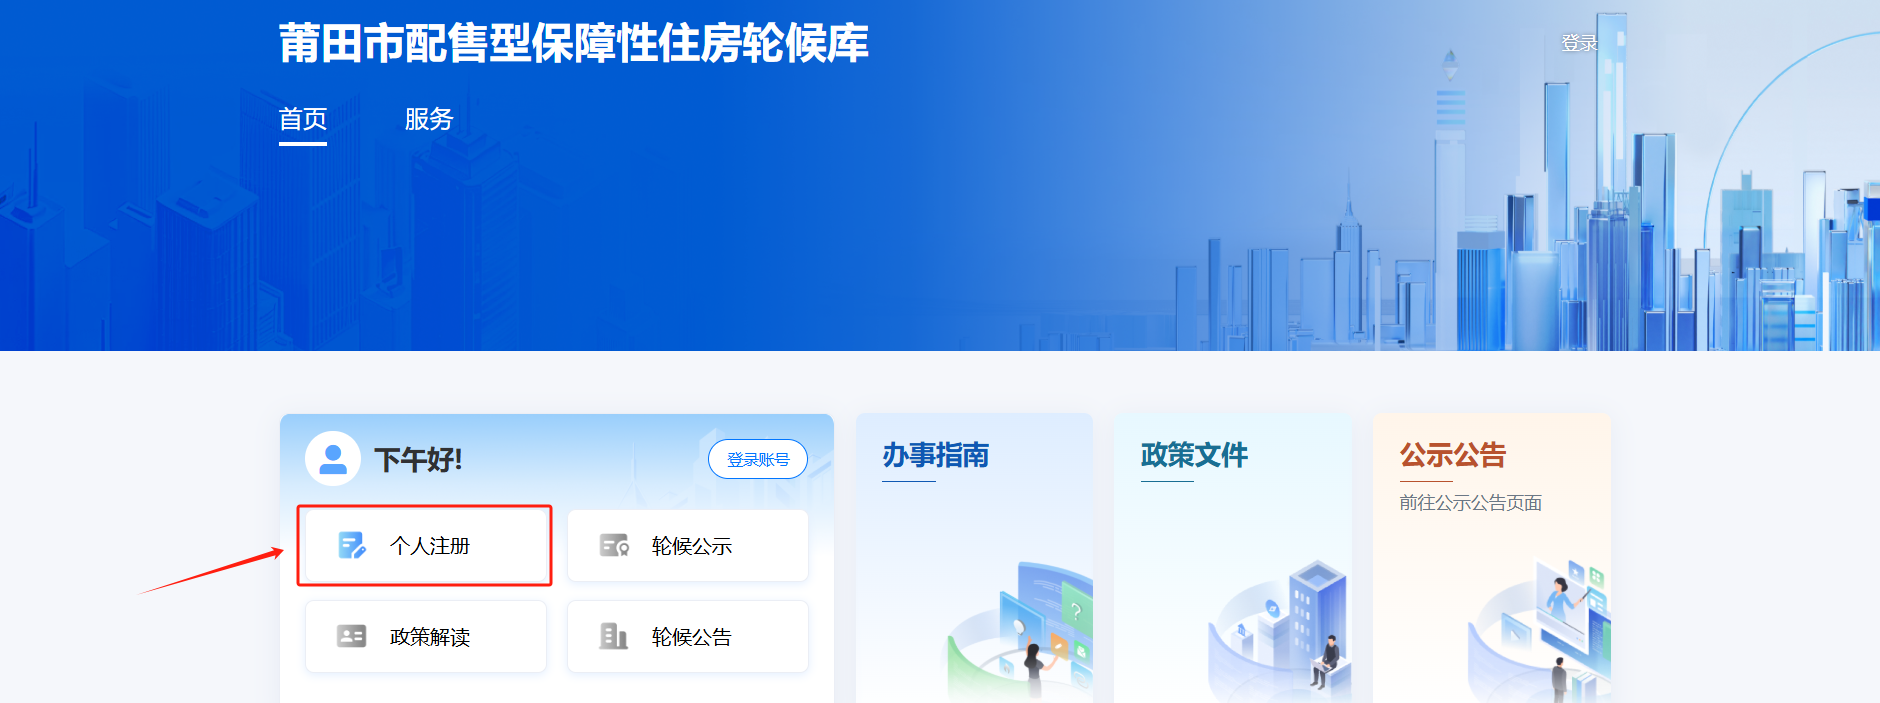 莆田市配售型保障性住房轮候库
登录
首页
服务
下午好!
登录账号
个人注册
轮候公示
政策解读
轮候公告
办事指南
政策文件
公示公告
前往公示公告页面